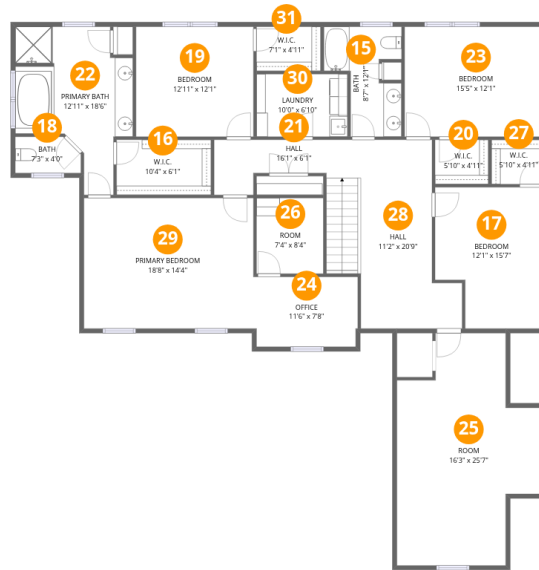 31
W.I.C.
7'1" x 4'11"
19
BEDROOM
12'11" x 12'1"
15
BATH
8'7" x 12'1"
23
BEDROOM
15'5" x 12'1"
22
PRIMARY BATH
12'11" x 18'6"
30
LAUNDRY
10'0" x 6'10"
18
BATH
7'3" x 4'0"
16
W.I.C.
10'4" x 6'1"
21
HALL
16'1" x 6'1"
20
W.I.C.
5'10" x 4'11"
27
W.I.C.
5'10" x 4'11"
26
ROOM
7'4" x 8'4"
28
HALL
11'2" x 20'9"
17
BEDROOM
12'1" x 15'7"
29
PRIMARY BEDROOM
18'8" x 14'4"
24
OFFICE
11'6" x 7'8"
25
ROOM
16'3" x 25'7"